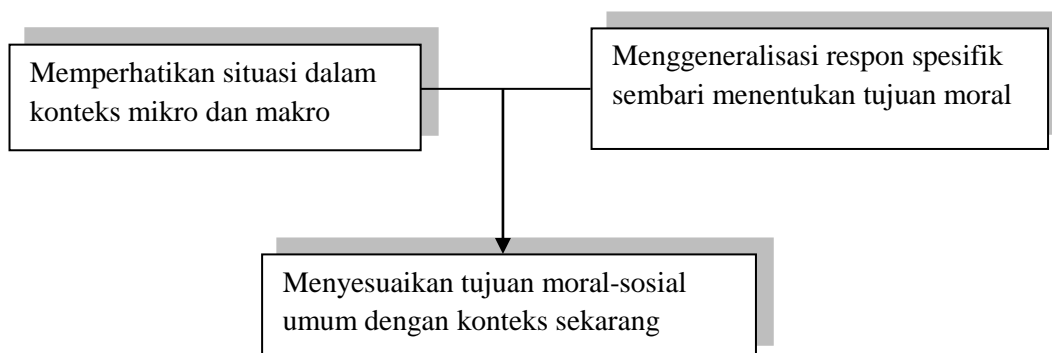 Memperhatikan situasi dalam
konteks mikro dan makro
Menggeneralisasi respon spesifik
sembari menentukan tujuan moral
Menyesuaikan tujuan moral-sosial
umum dengan konteks sekarang